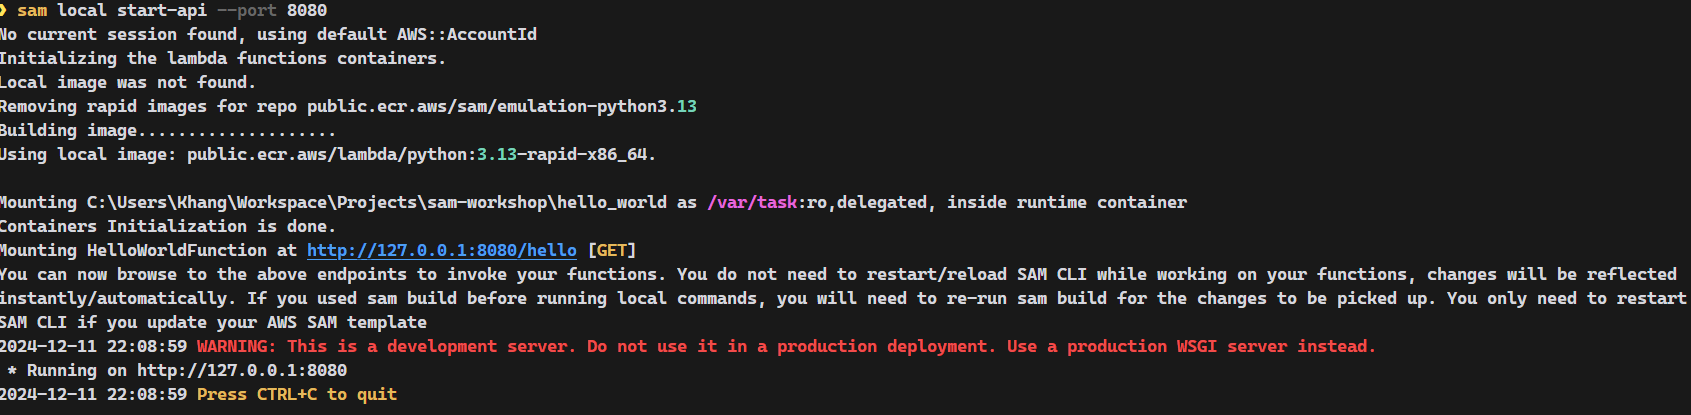 ❯ sam local start-api --port 8080
No current session found, using default AWS::AccountId
Initializing the lambda functions containers.
Local image was not found.
Removing rapid images for repo public.ecr.aws/sam/emulation-python3.13
Building image....................
Using local image: public.ecr.aws/lambda/python:3.13-rapid-x86_64.
Mounting C:\Users\Khang\Workspace\Projects\sam-workshop\hello_world as /var/task:ro,delegated, inside runtime container
Containers Initialization is done.
Mounting HelloWorldFunction at http://127.0.0.1:8080/hello [GET]
You can now browse to the above endpoints to invoke your functions. You do not need to restart/reload SAM CLI while working on your functions, changes will be reflected
instantly/automatically. If you used sam build before running local commands, you will need to re-run sam build for the changes to be picked up. You only need to restart
SAM CLI if you update your AWS SAM template
2024-12-11 22:08:59 WARNING: This is a development server. Do not use it in a production deployment. Use a production WSGI server instead.
 * Running on http://127.0.0.1:8080
2024-12-11 22:08:59 Press CTRL+C to quit